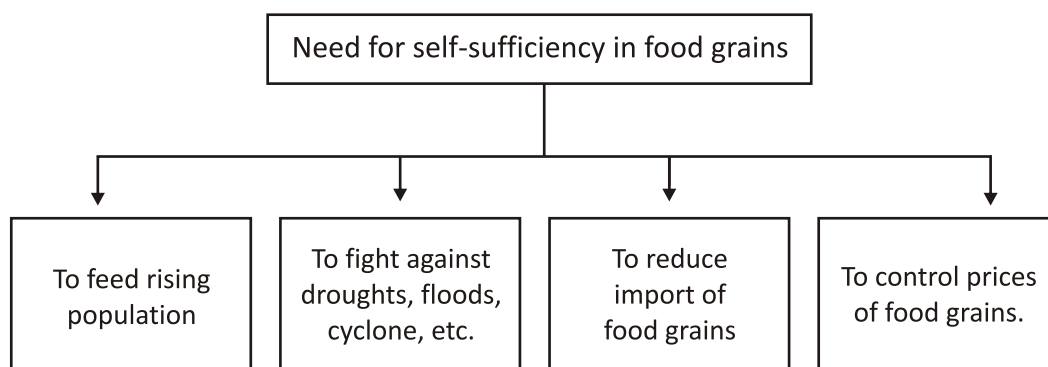 Need for self-sufficiency in food grains
To feed rising
population
To fight against
droughts, floods,
cyclone, etc.
To reduce
import of
food grains
To control prices
of food grains.